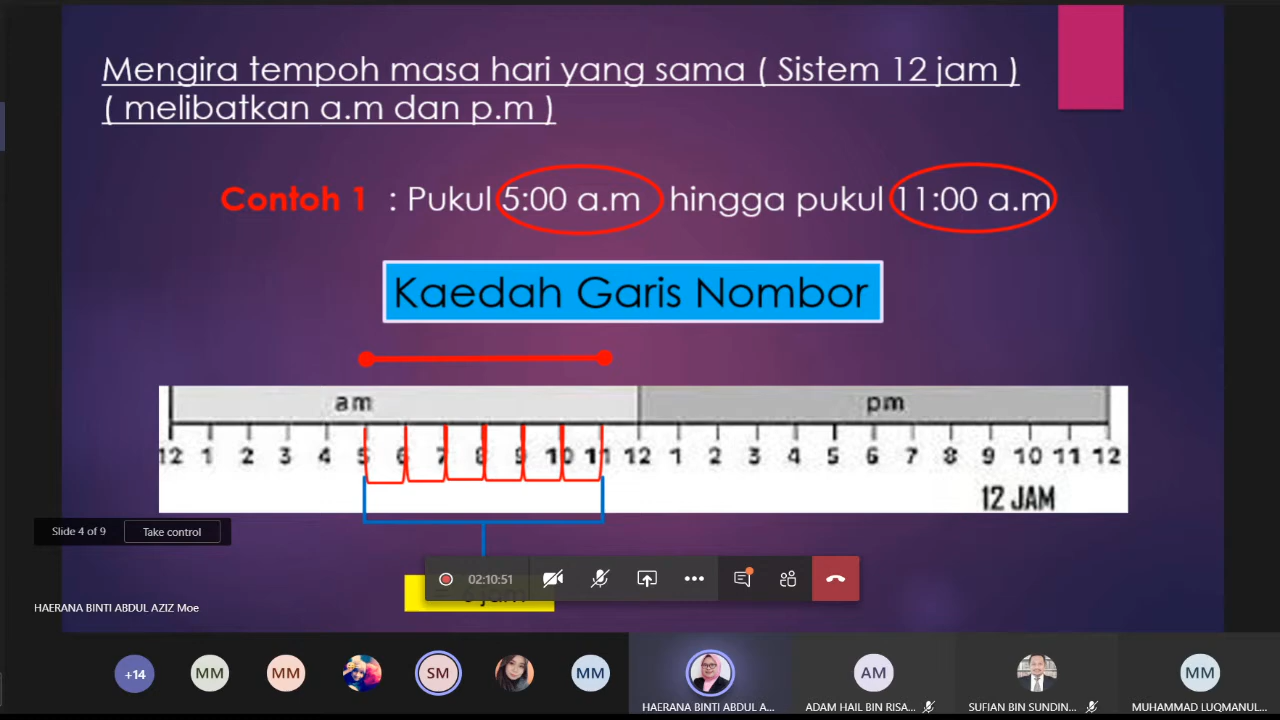 Mengira tempoh masa hari yang sama ( Sistem 12 jam )
( melibatkan a.m dan p.m )
Contoh 1 : Pukul 5:00 a.m hingga pukul 11:00 a.m
Kaedah Garis Nombor
am pm
12 1 2 3 4 5 6 7 8 9 10 11 12 1 2 3 4 5 6 7 8 9 10 11 12
12 JAM
Slide 4 of 9 Take control
02:10:51
jam
HAERANA BINTI ABDUL AZIZ Moe
+14 MM MM SM MM AM MM
HAERANA BINTI ABDUL A... ADAM HAIL BIN RISA... SUFIAN BIN SUNDIN... MUHAMMAD LUQMANUL...